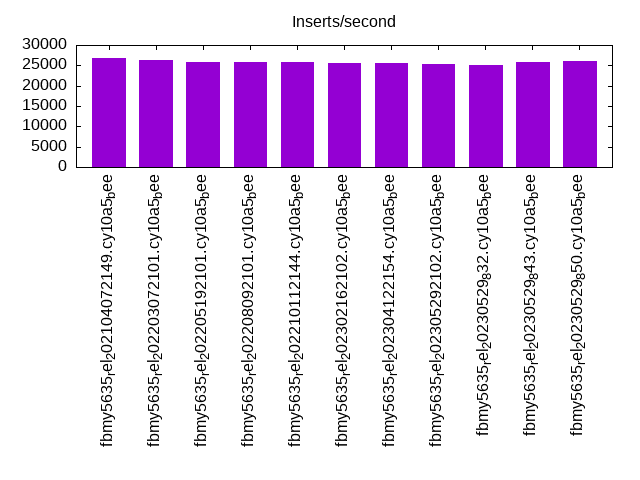 Inserts/second
30000
25000
20000
15000
10000
5000
0
fbmy5635rel202104072149.cy10a5bee
fbmy5635rel202203072101.cy10a5bee
fbmy5635rel202205192101.cy10a5bee
fbmy5635rel202208092101.cy10a5bee
fbmy5635rel202210112144.cy10a5bee
fbmy5635rel202302162102.cy10a5bee
fbmy5635rel202304122154.cy10a5bee
fbmy5635rel202305292102.cy10a5bee
fbmy5635rel20230529832.cy10a5bee
fbmy5635rel20230529843.cy10a5bee
fbmy5635rel20230529850.cy10a5bee